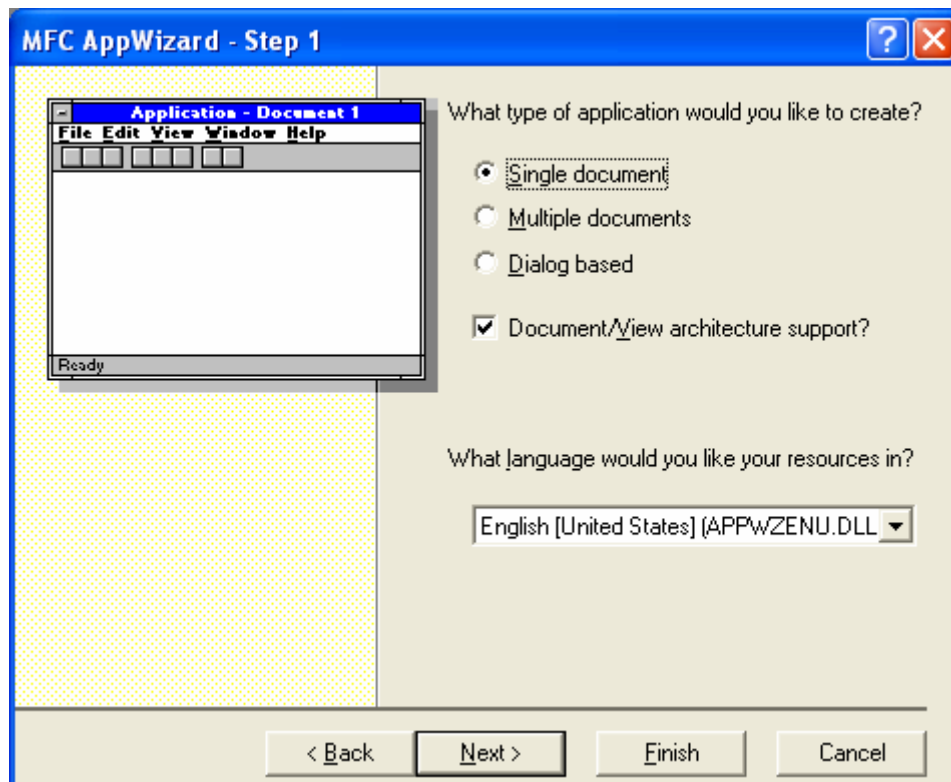 MFC AppWizard - Step 1
Application - Document 1
File Edit View Window Help
Ready
What type of application would you like to create?
Single document
Multiple documents
Dialog based
Document/View architecture support?
What language would you like your resources in?
English [United States] (APPWZENU.DLL
< Back
Next >
Finish
Cancel